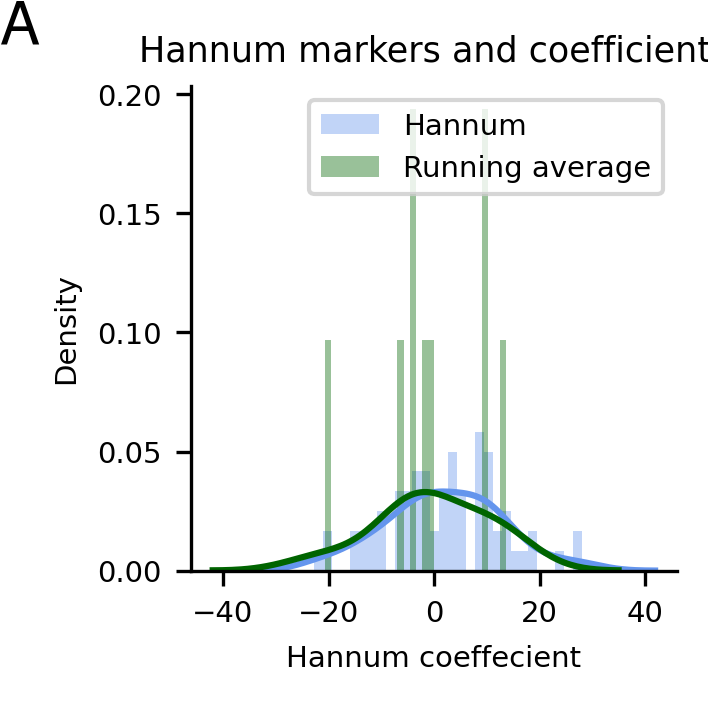 A
Hannum markers and coefficient
0.20
0.15
0.10
0.05
0.00
Density
Hannum
Running average
−40 −20 0 20 40
Hannum coeffecient